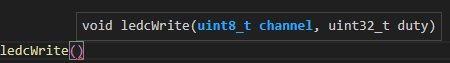 void ledcWrite(uint8_t channel, uint32_t duty)
ledcWrite()